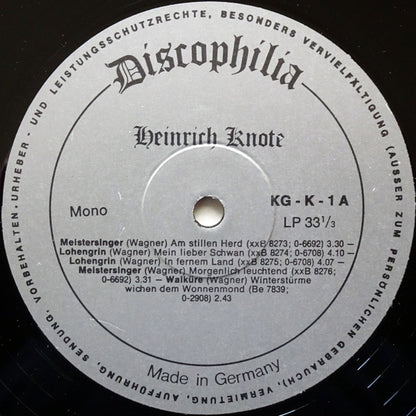 · URHEBER- UND LEISTUNGSSCHUTZRECHTE, BESONDERS VERVIELFÄLTIGUNG (AUSSER ZUM PERSÖNLICHEN GEBRAUCH), VERMIETUNG, AUFFÜHRUNG, SENDUNG, VORBEHALTEN.
Discophilia
Heinrich Knote
Mono
KG - K - 1 A
LP 33 1/3
Meistersinger (Wagner) Am stillen Herd (xxB 8273; 0-6692) 3.30 —
Lohengrin (Wagner) Mein lieber Schwan (xxB 8274; 0-6708) 4.10 —
Lohengrin (Wagner) In fernem Land (xxB 8275; 0-6708) 4.07 —
Meistersinger (Wagner) Morgenlich leuchtend (xxB 8276;
0-6692) 3.31 — Walküre (Wagner) Winterstürme
wichen dem Wonnenmond (Be 7839;
0-2908) 2.43
Made in Germany